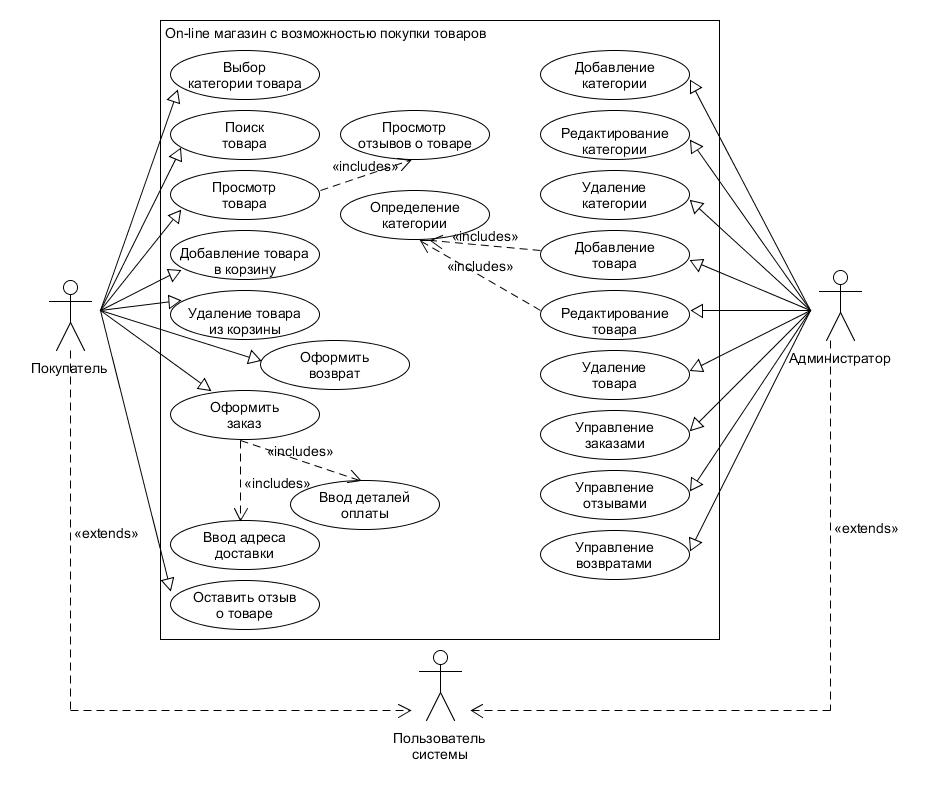 On-line магазин с возможностью покупки товаров
Выбор
категории товара
Поиск
товара
Просмотр
товара
Добавление товара
в корзину
Удаление товара
из корзины
Оформить
возврат
Оформить
заказ
Ввод деталей
оплаты
Ввод адреса
доставки
Оставить отзыв
о товаре
Просмотр
отзывов о товаре
«includes»
Определение
категории
«includes»
«includes»
«includes»
«includes»
Добавление
категории
Редактирование
категории
Удаление
категории
Добавление
товара
Редактирование
товара
Удаление
товара
Управление
заказами
Управление
отзывами
Управление
возвратами
Покупатель
Администратор
«extends»
«extends»
Пользователь
системы